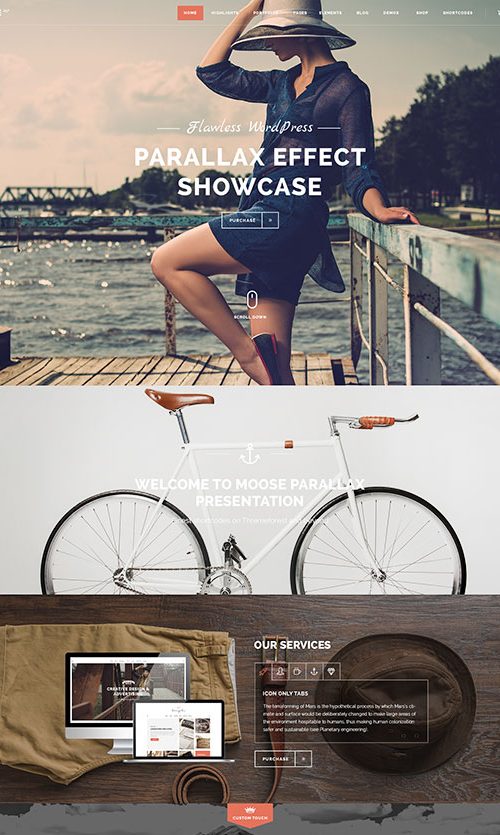 HOME HIGHLIGHTS PORTFOLIO PAGES ELEMENTS BLOG DEMOS SHOP SHORTCODES
Flawless WordPress
PARALLAX EFFECT
SHOWCASE
PURCHASE
SCROLL DOWN
WELCOME TO MOOSE PARALLAX
PRESENTATION
shortcodes on Themeforest and
CREATIVE DESIGN &
ADVERTISING
OUR SERVICES
ICON ONLY TABS
The terraforming of Mars is the hypothetical process by which Mars's cli-
mate and surface would be deliberately changed to make large areas of
the environment hospitable to humans, thus making human colonization
safer and sustainable (see Planetary engineering).
PURCHASE
CUSTOM TOUCH